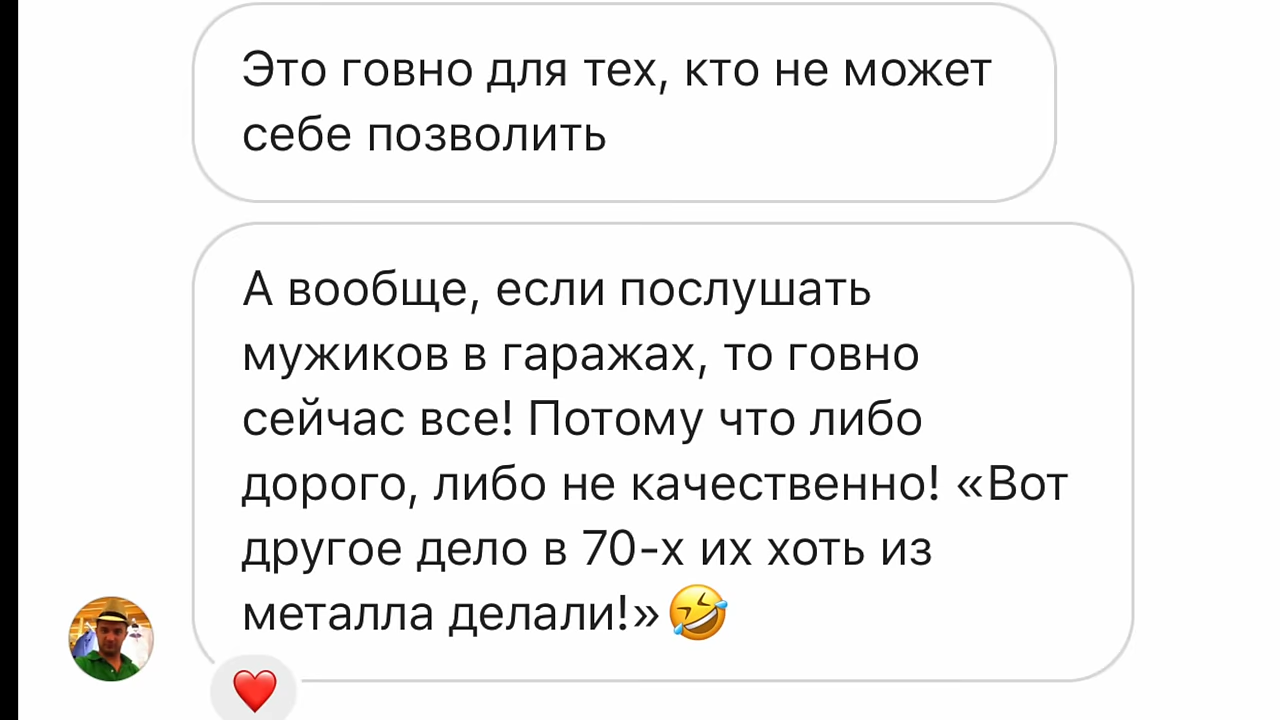 Это говно для тех, кто не может
себе позволить
А вообще, если послушать
мужиков в гаражах, то говно
сейчас все! Потому что либо
дорого, либо не качественно! «Вот
другое дело в 70-х их хоть из
металла делали!»🤣